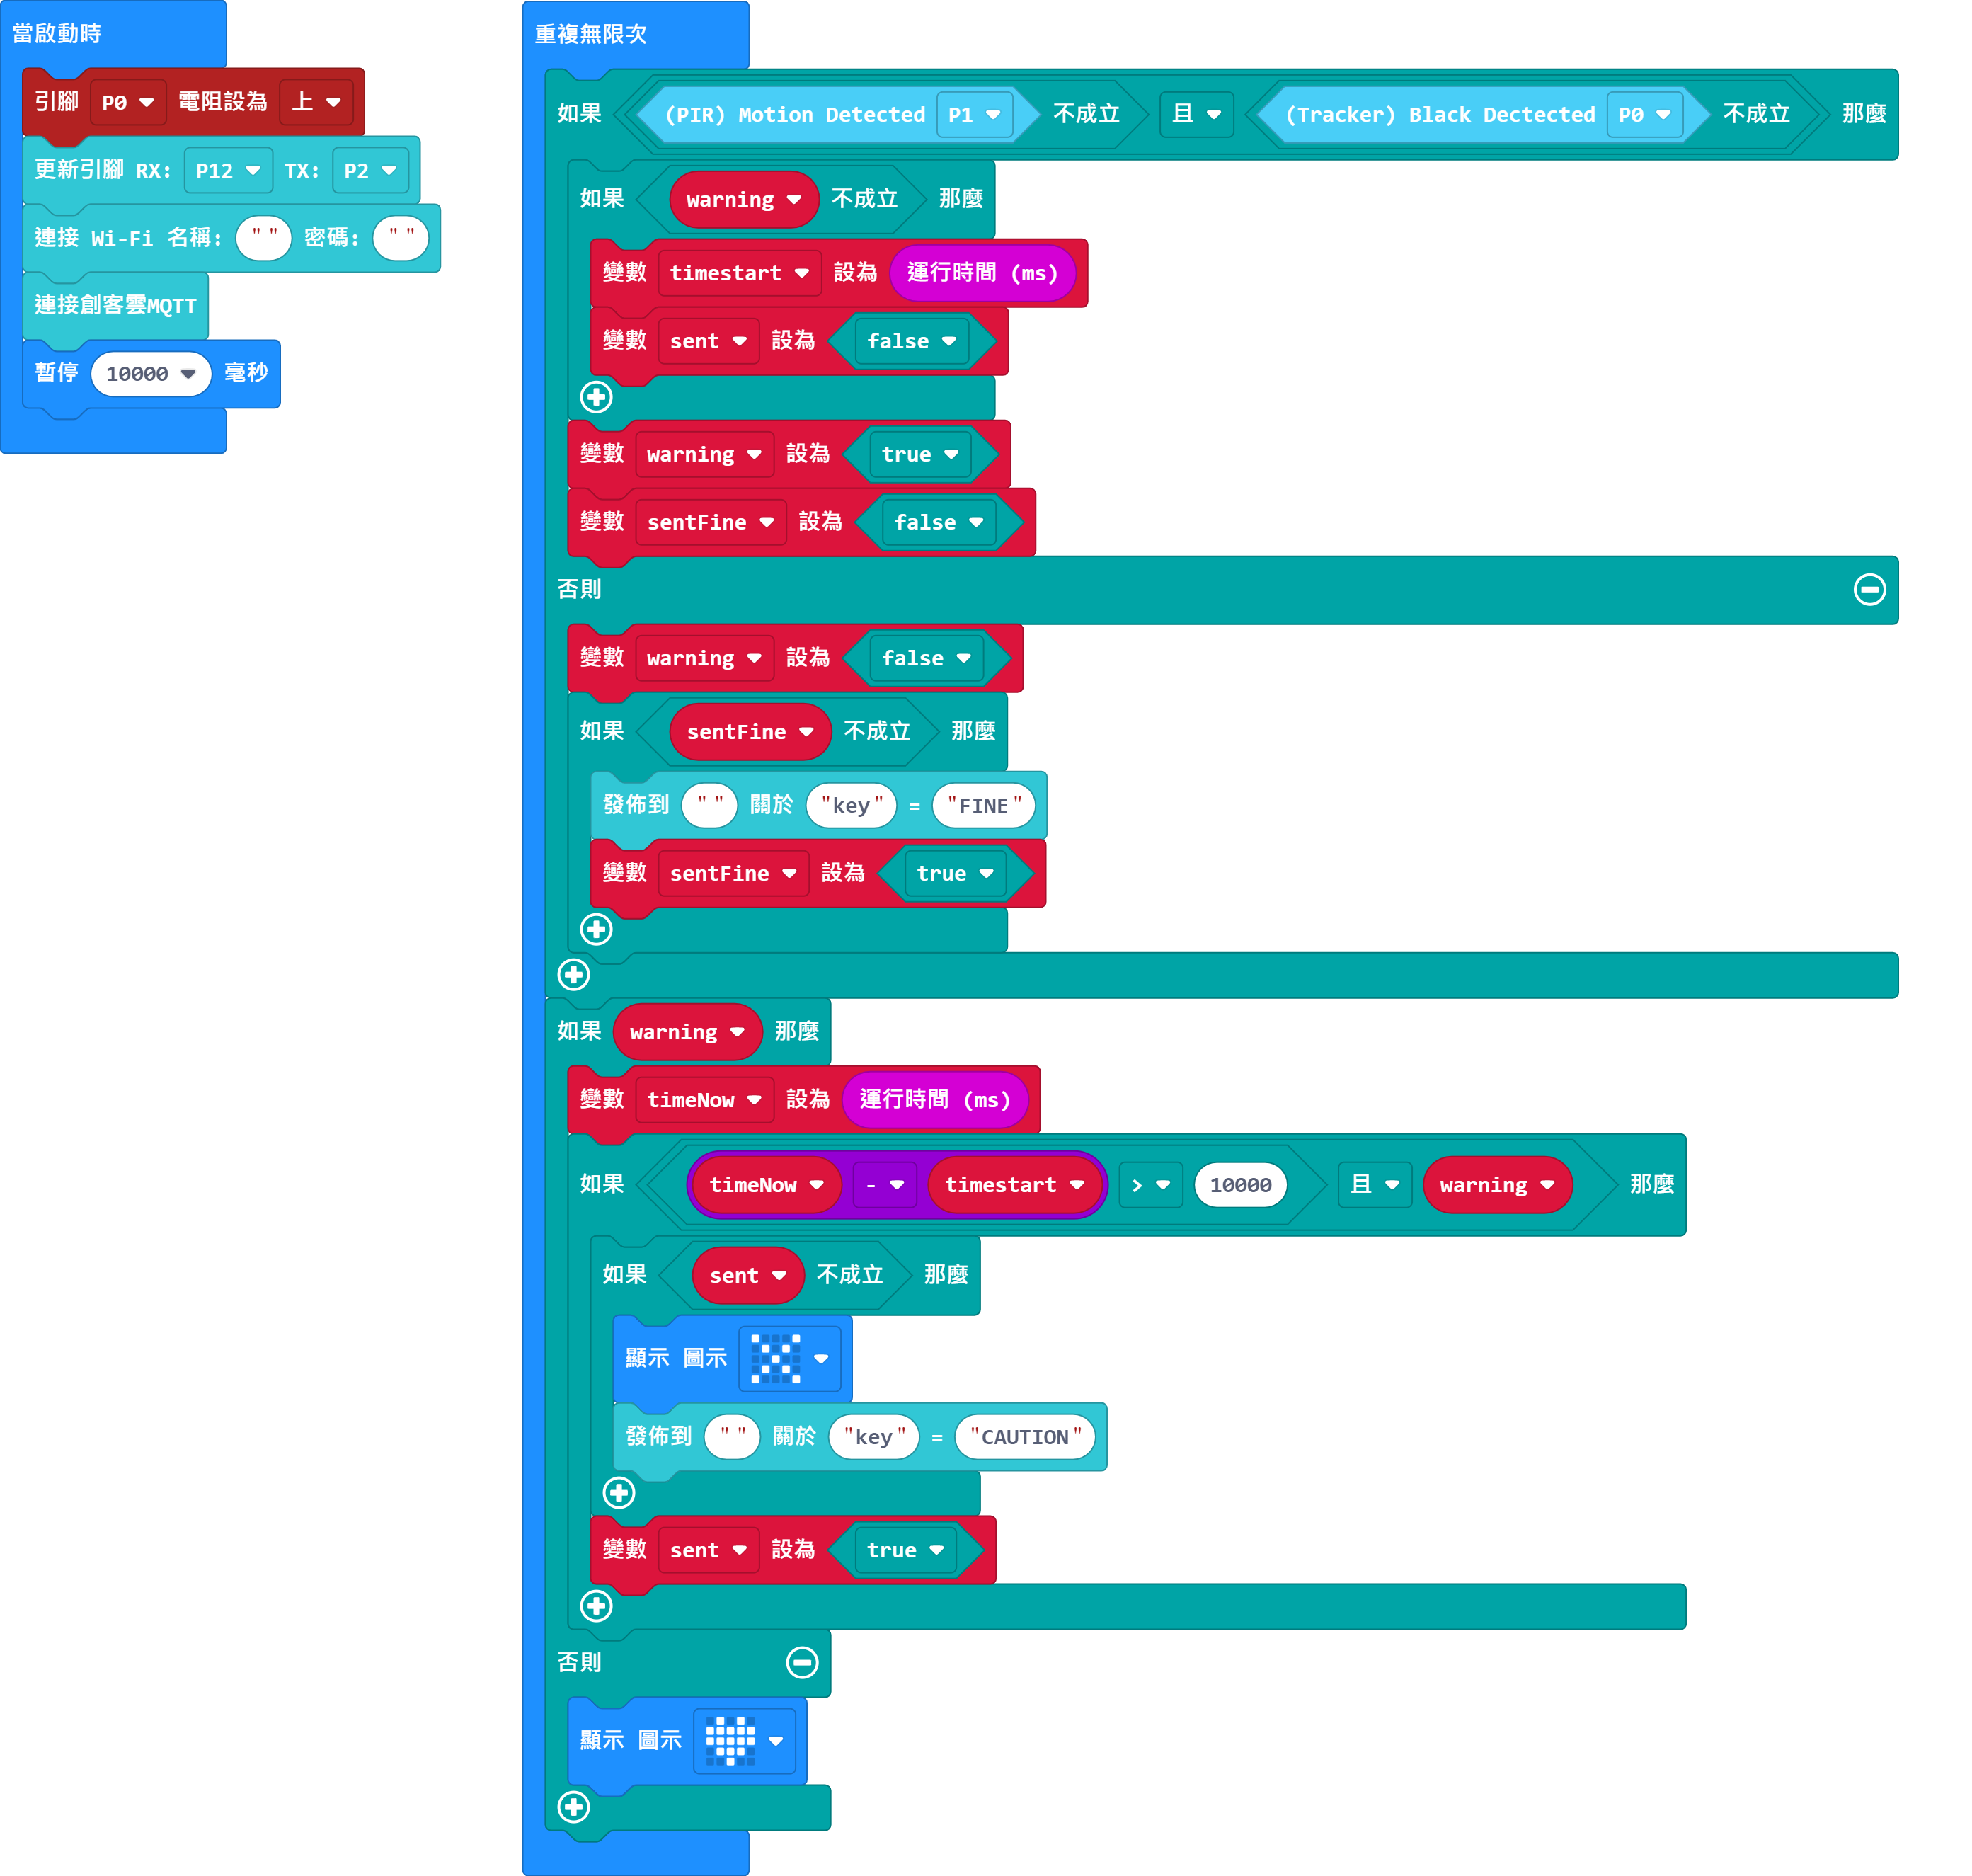 當啟動時
引腳 P0 電阻設為 上
更新引腳 RX: P12 TX: P2
連接 Wi-Fi 名稱: "" 密碼: ""
連接創客雲MQTT
暫停 10000 毫秒
重複無限次
如果 (PIR) Motion Detected P1 不成立 且 (Tracker) Black Dectected P0 不成立 那麼
如果 warning 不成立 那麼
變數 timestart 設為 運行時間 (ms)
變數 sent 設為 false
變數 warning 設為 true
變數 sentFine 設為 false
否則
變數 warning 設為 false
如果 sentFine 不成立 那麼
發佈到 "" 關於 "key" = "FINE"
變數 sentFine 設為 true
如果 warning 那麼
變數 timeNow 設為 運行時間 (ms)
如果 timeNow - timestart > 10000 且 warning 那麼
如果 sent 不成立 那麼
顯示 圖示
發佈到 "" 關於 "key" = "CAUTION"
變數 sent 設為 true
否則
顯示 圖示